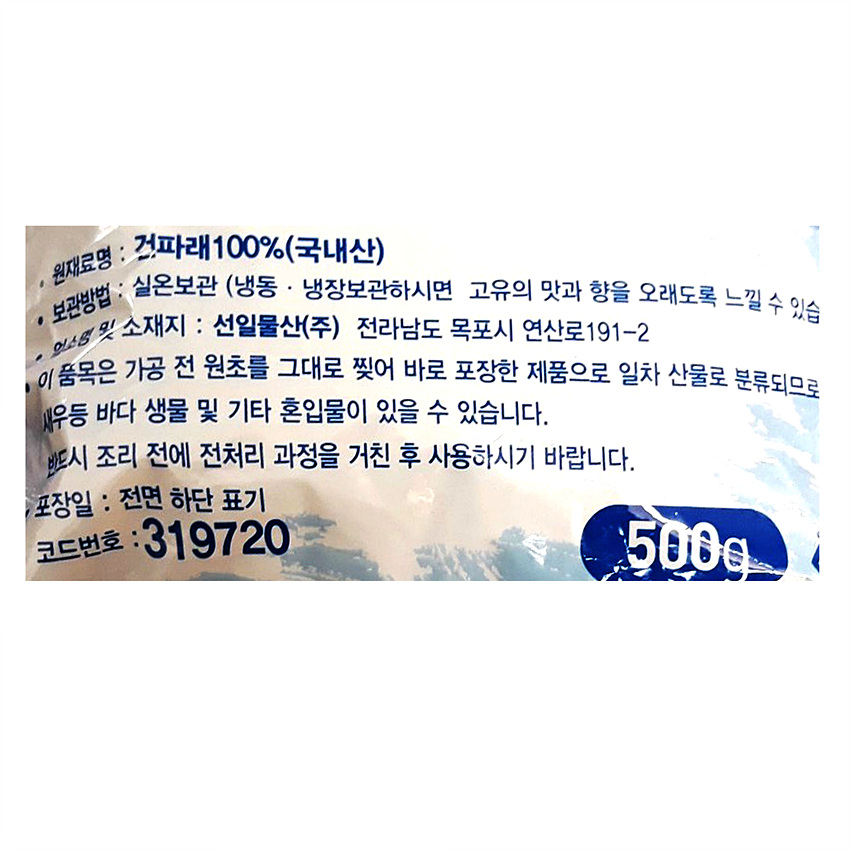 • 원재료명 : 건파래100%(국내산)
• 보관방법 : 실온보관 (냉동 · 냉장보관하시면 고유의 맛과 향을 오래도록 느낄 수 있습
• 업소명 및 소재지 : 선일물산(주) 전라남도 목포시 연산로191-2
• 이 품목은 가공 전 원초를 그대로 찢어 바로 포장한 제품으로 일차 산물로 분류되므로
새우등 바다 생물 및 기타 혼입물이 있을 수 있습니다.
반드시 조리 전에 전처리 과정을 거친 후 사용하시기 바랍니다.
• 포장일 : 전면 하단 표기
코드번호 : 319720
500g